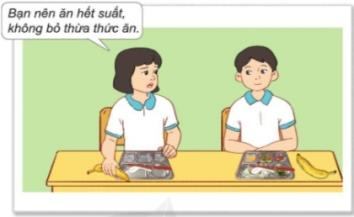 Bạn nên ăn hết suất,
không bỏ thừa thức ăn.